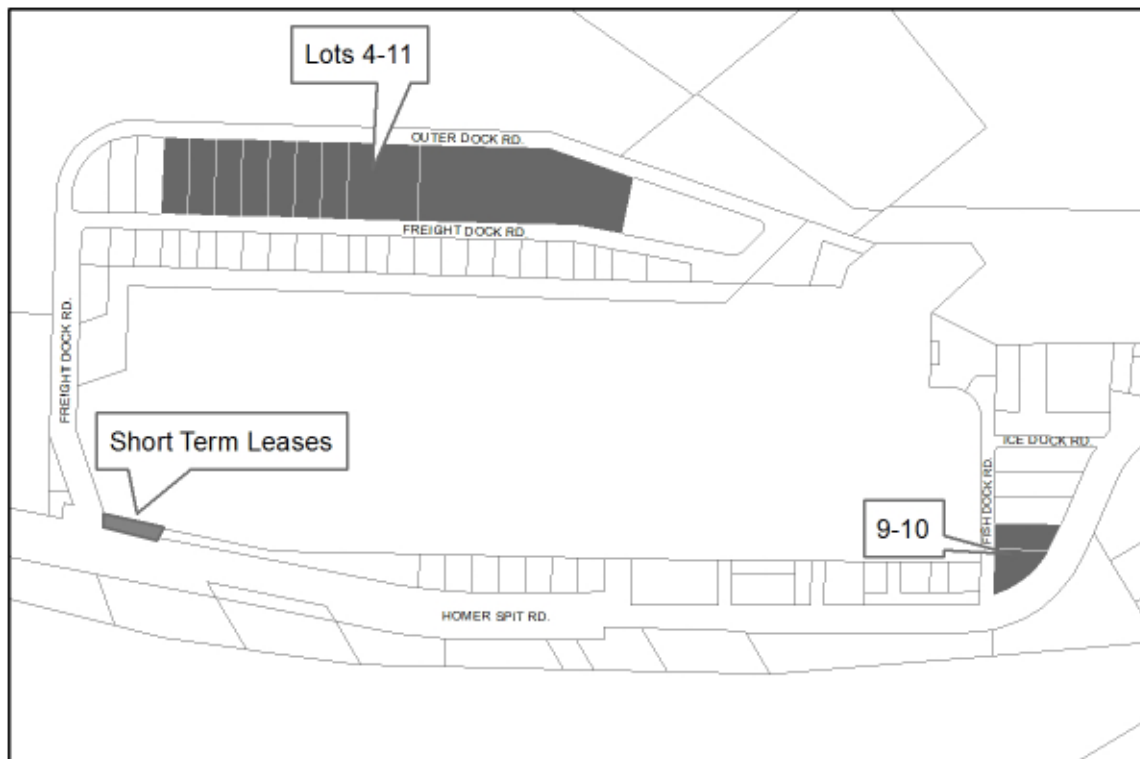 Lots 4-11
OUTER DOCK RD.
FREIGHT DOCK RD.
FREIGHT DOCK RD.
Short Term Leases
ICE DOCK RD.
FISH DOCK RD.
9-10
HOMER SPIT RD.